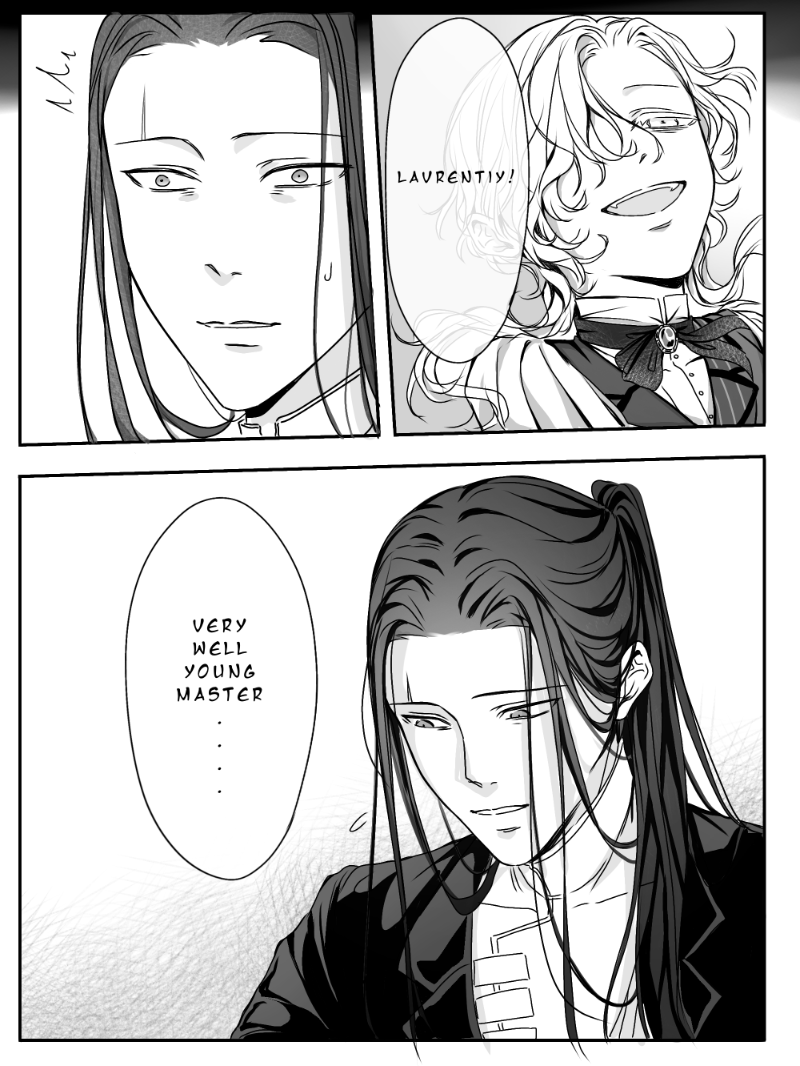 LAURENTIY!
VERY
WELL
YOUNG
MASTER
.
.
.
.